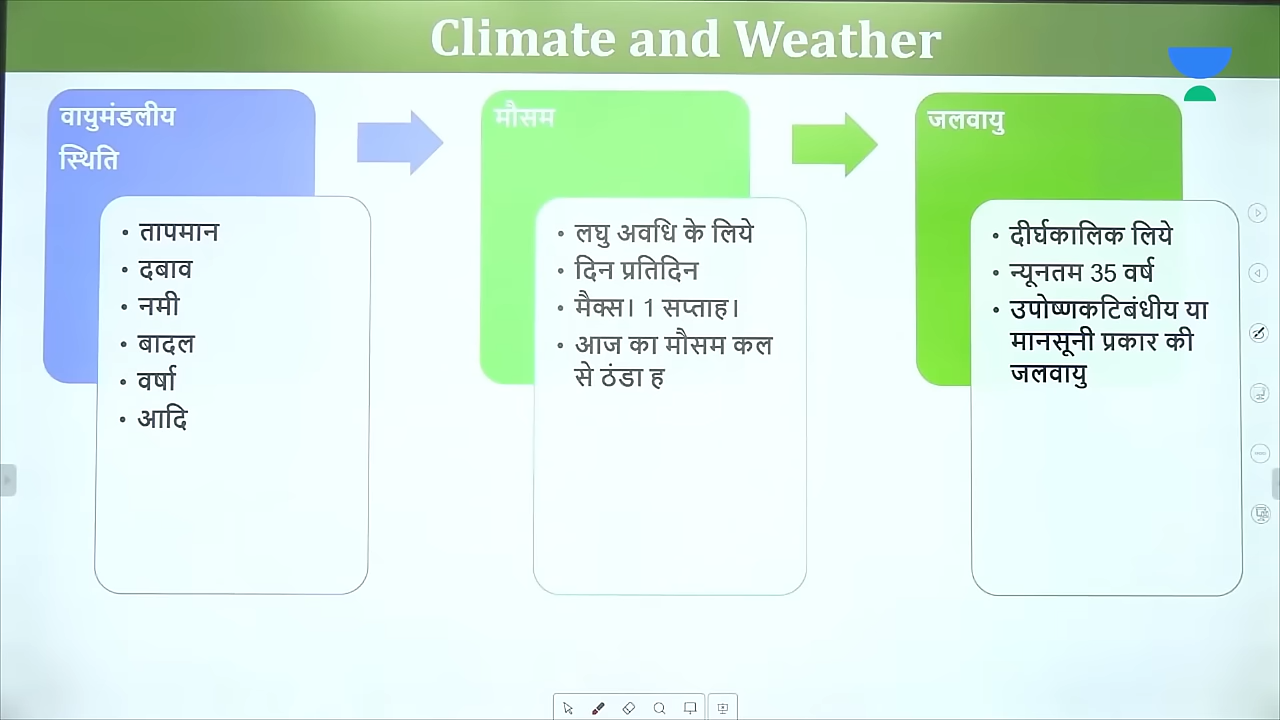 Climate and Weather
वायुमंडलीय
स्थिति
• तापमान
• दबाव
• नमी
• बादल
• वर्षा
• आदि
मौसम
• लघु अवधि के लिये
• दिन प्रतिदिन
• मैक्स। 1 सप्ताह।
• आज का मौसम कल
से ठंडा ह
जलवायु
• दीर्घकालिक लिये
• न्यूनतम 35 वर्ष
• उपोष्णकटिबंधीय या
मानसूनी प्रकार की
जलवायु